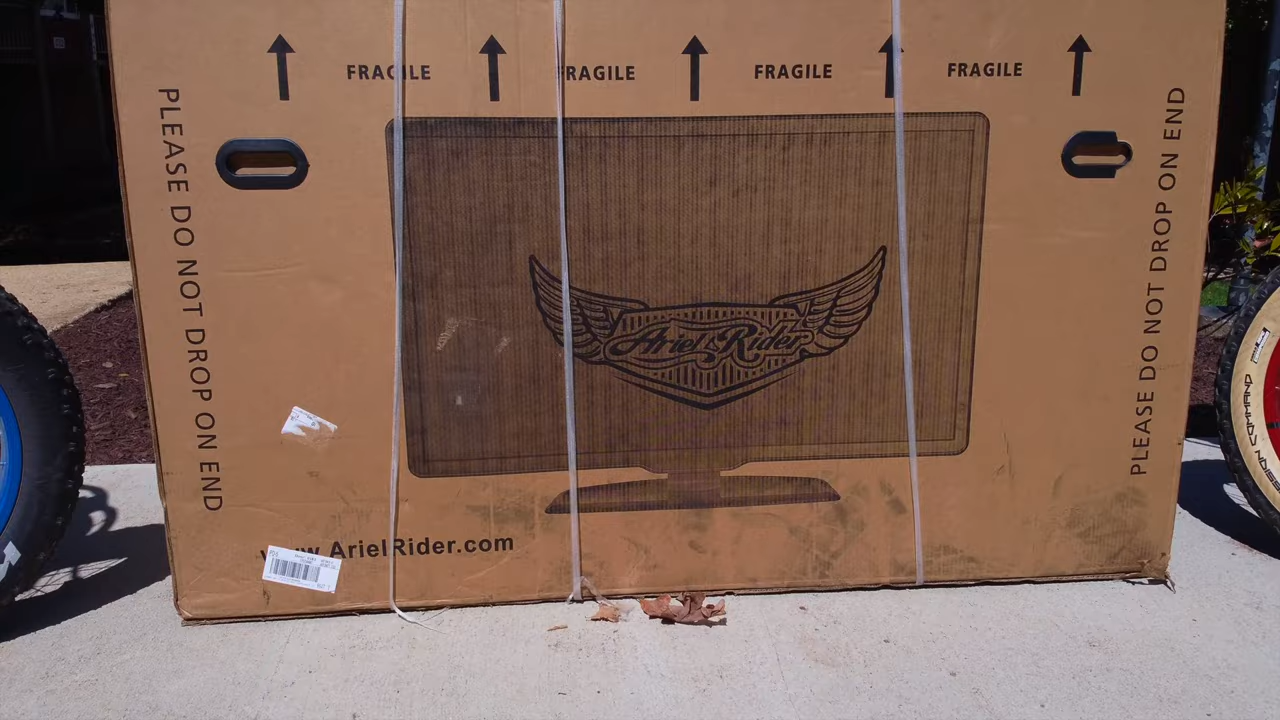 FRAGILE
FRAGILE
FRAGILE
FRAGILE
PLEASE DO NOT DROP ON END
PLEASE DO NOT DROP ON END
Ariel Rider
ArielRider.com
COMMAND